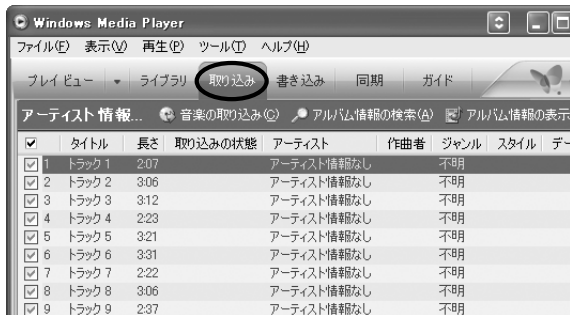 Windows Media Player
ファイル(F) 表示(V) 再生(P) ツール(T) ヘルプ(H)
プレイ ビュー ライブラリ 取り込み 書き込み 同期 ガイド
アーティスト情報... 音楽の取り込み(C) アルバム情報の検索(A) アルバム情報の表示
タイトル 長さ 取り込みの状態 アーティスト 作曲者 ジャンル スタイル デー
1 トラック 1 2:07 アーティスト情報なし 不明
2 トラック 2 3:06 アーティスト情報なし 不明
3 トラック 3 3:12 アーティスト情報なし 不明
4 トラック 4 2:23 アーティスト情報なし 不明
5 トラック 5 3:21 アーティスト情報なし 不明
6 トラック 6 3:31 アーティスト情報なし 不明
7 トラック 7 2:22 アーティスト情報なし 不明
8 トラック 8 3:06 アーティスト情報なし 不明
9 トラック 9 2:37 アーティスト情報なし 不明